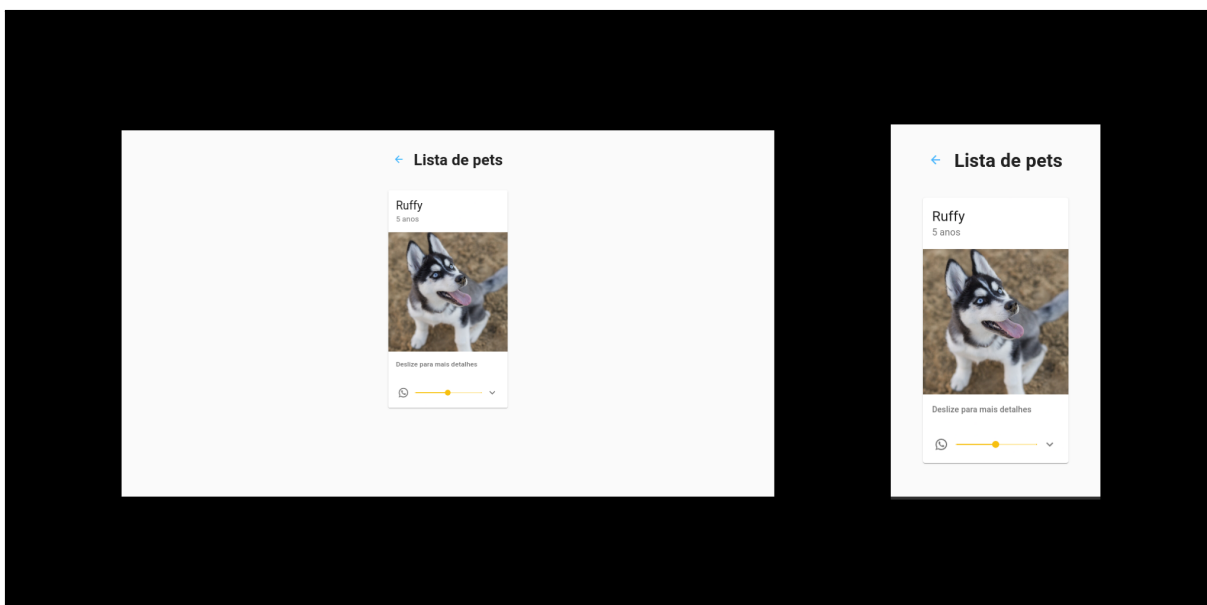 Lista de pets
Ruffy
5 anos
Deslize para mais detalhes
Lista de pets
Ruffy
5 anos
Deslize para mais detalhes